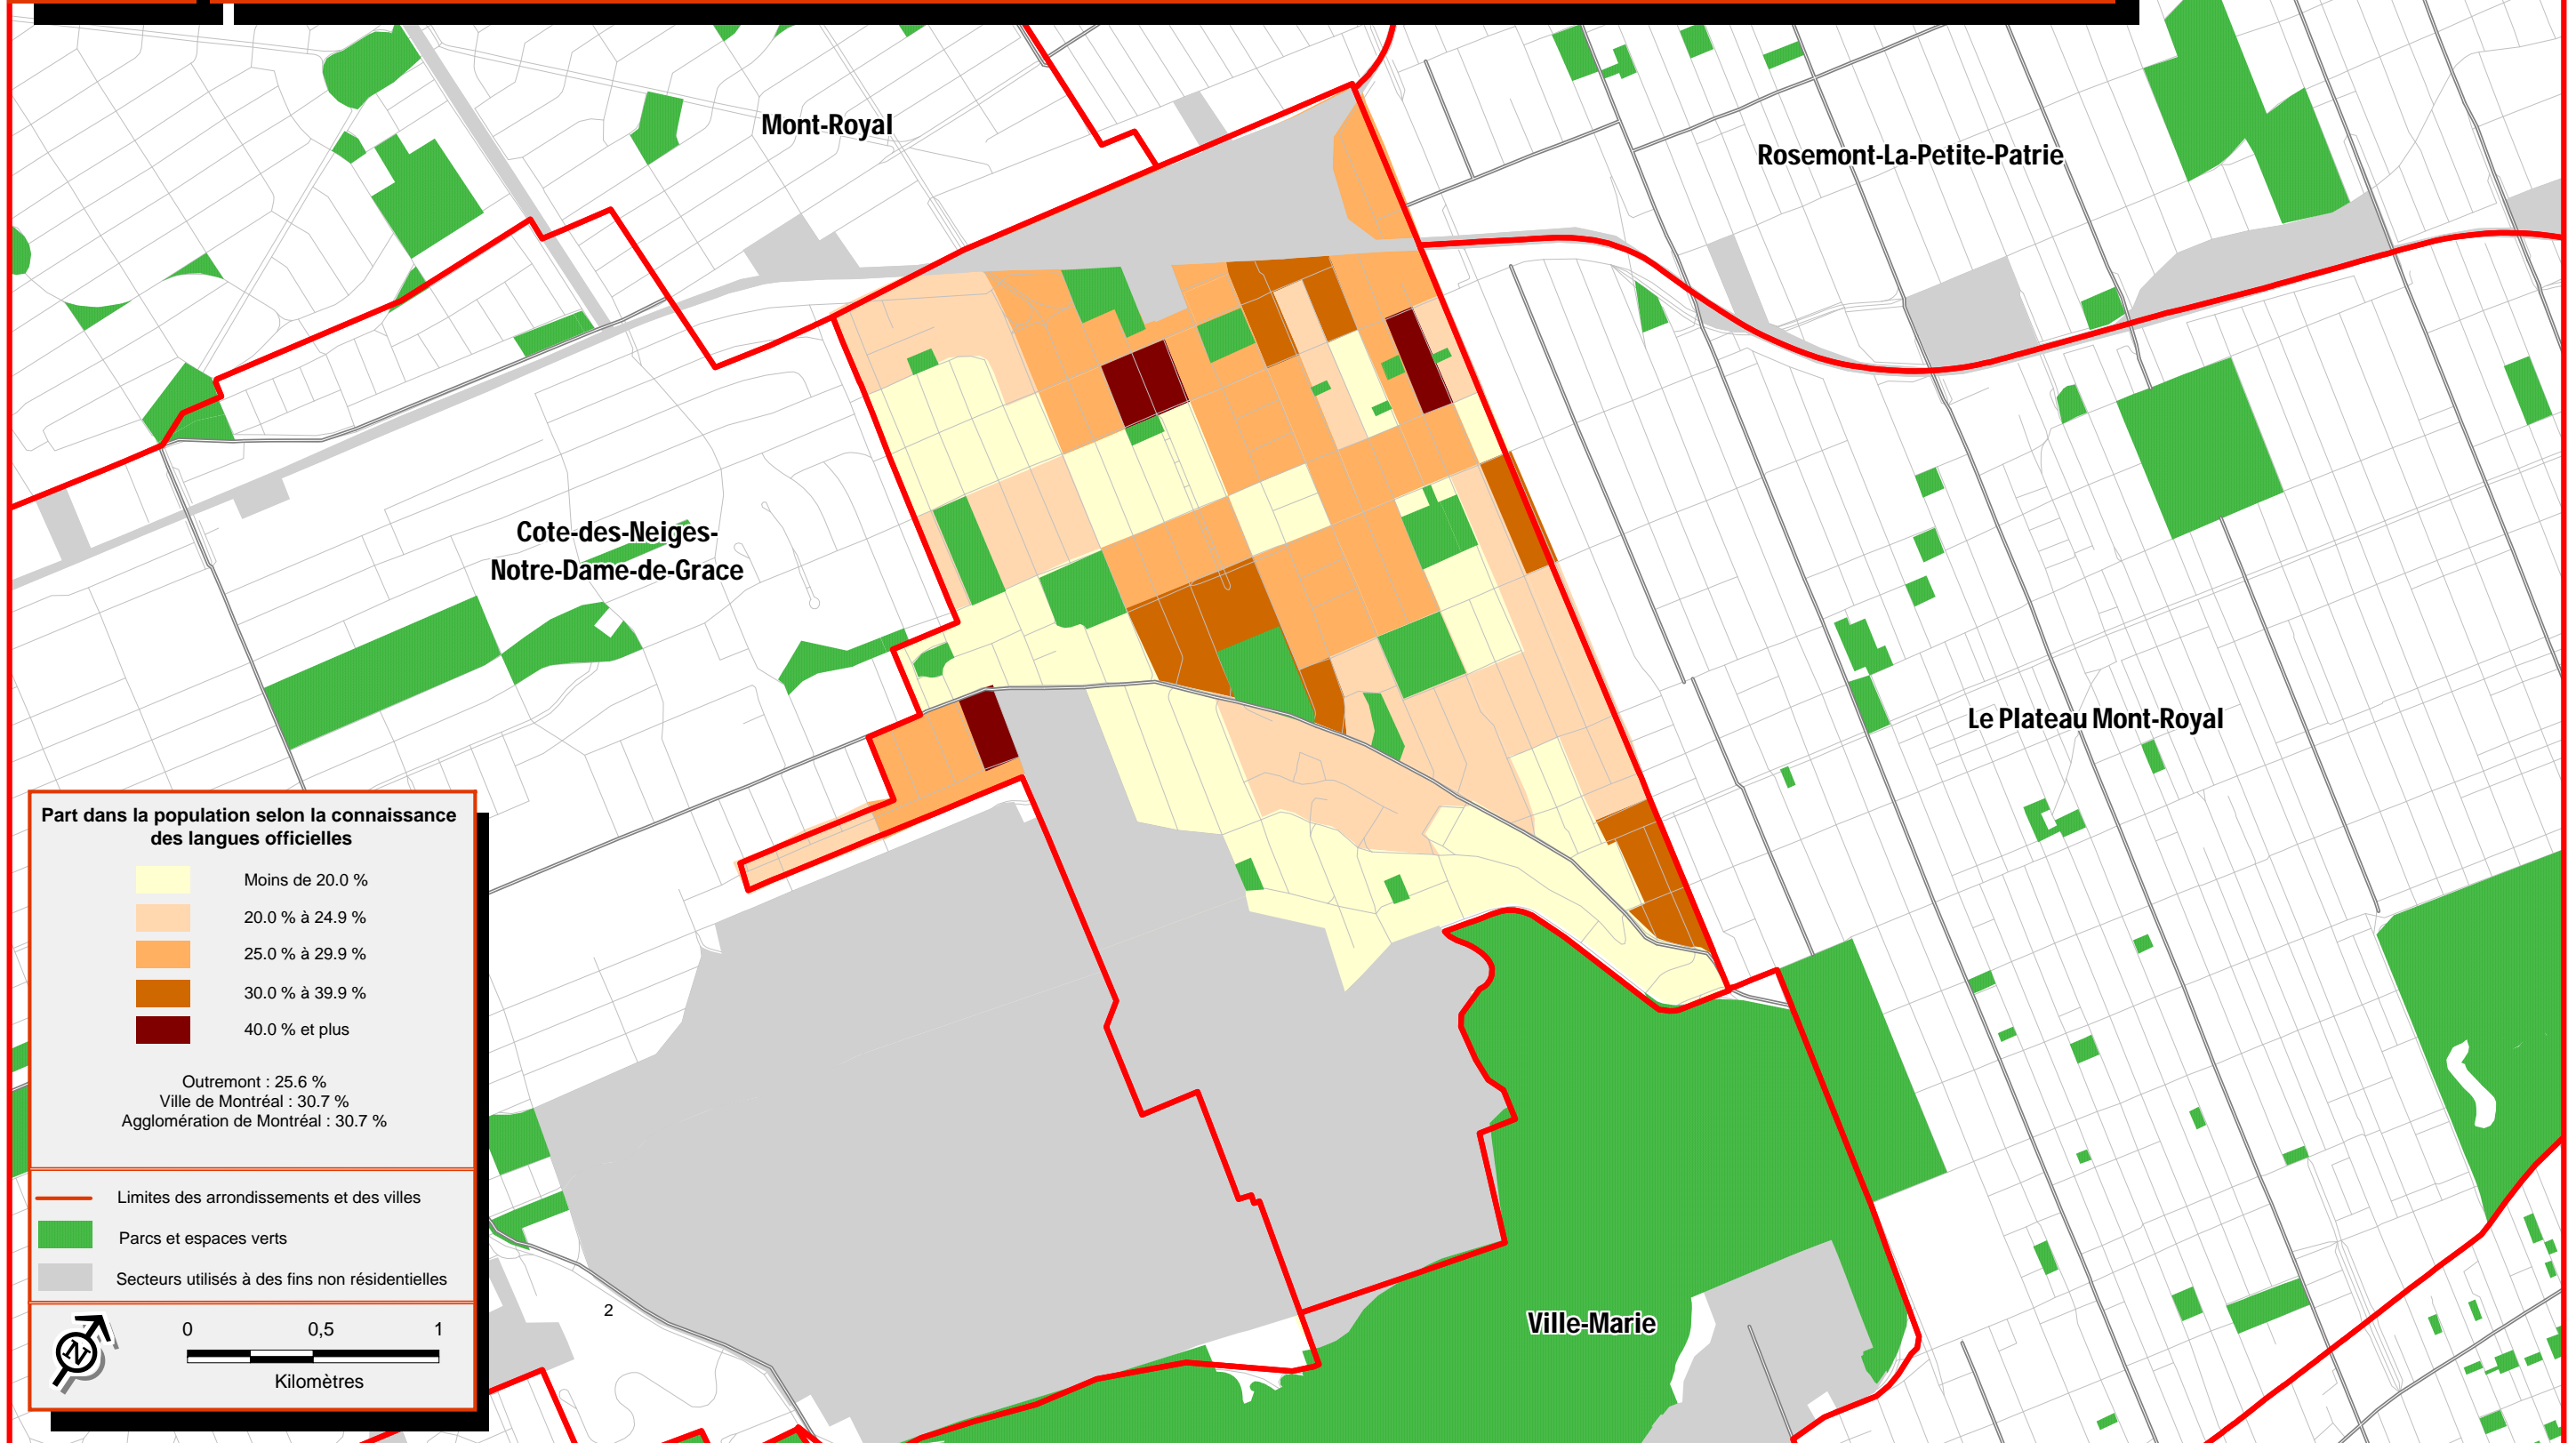 Mont-Royal
Rosemont-La-Petite-Patrie
Cote-des-Neiges-
Notre-Dame-de-Grace
Le Plateau Mont-Royal
Part dans la population selon la connaissance
des langues officielles
Moins de 20.0 %
20.0 % à 24.9 %
25.0 % à 29.9 %
30.0 % à 39.9 %
40.0 % et plus
Outremont : 25.6 %
Ville de Montréal : 30.7 %
Agglomération de Montréal : 30.7 %
Limites des arrondissements et des villes
Parcs et espaces verts
Secteurs utilisés à des fins non résidentielles
N
0 0,5 1
Kilomètres
2
Ville-Marie